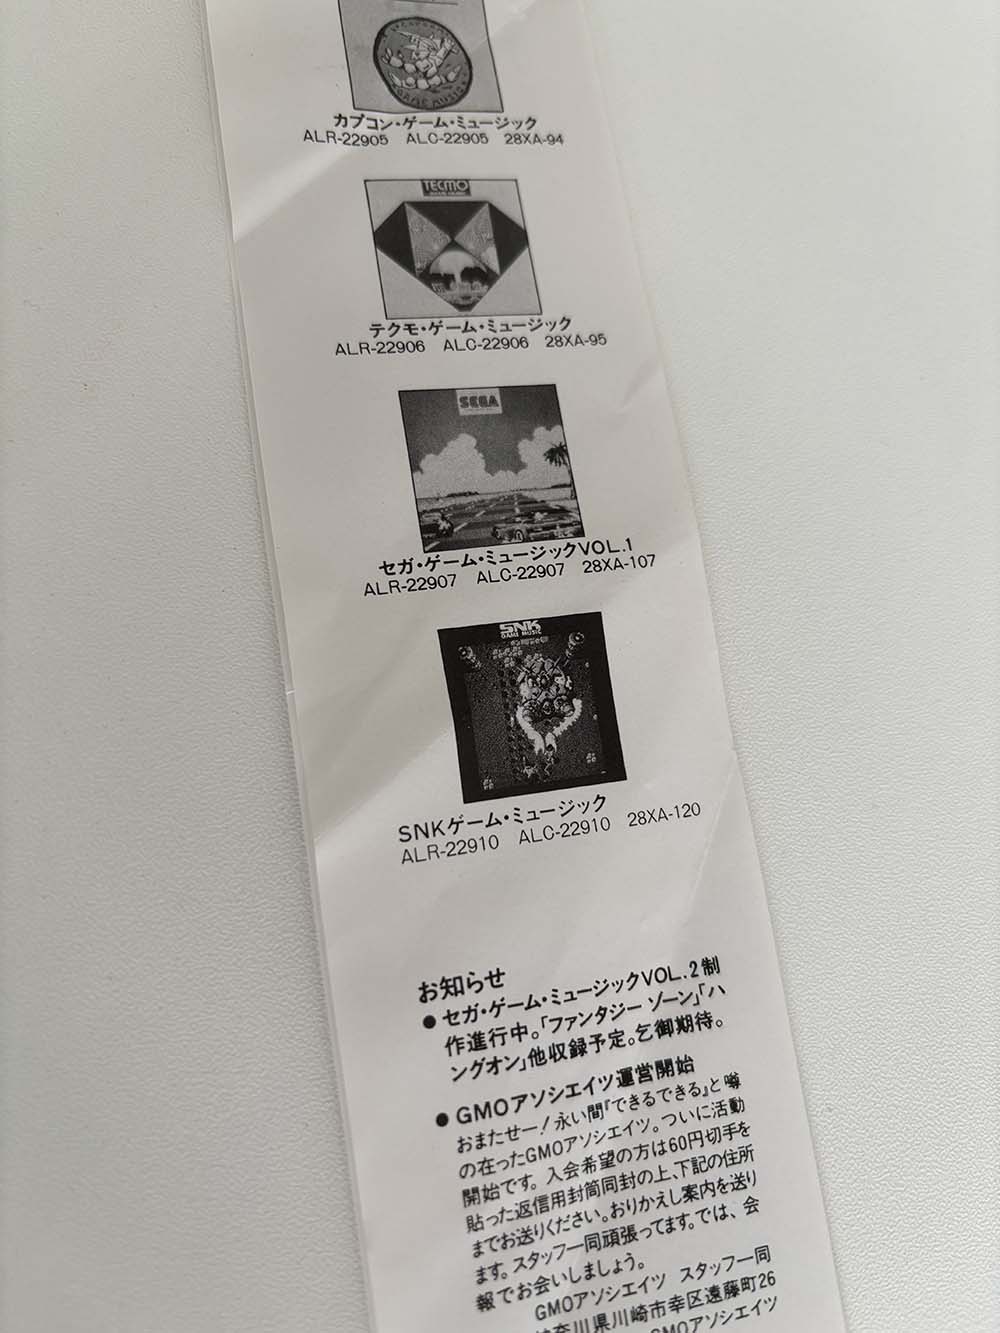 GAME MUSIC
カプコン・ゲーム・ミュージック
ALR-22905 ALC-22905 28XA-94
TECMO
テクモ・ゲーム・ミュージック
ALR-22906 ALC-22906 28XA-95
SEGA
セガ・ゲーム・ミュージックVOL.1
ALR-22907 ALC-22907 28XA-107
SNK
GAME MUSIC
SNKゲーム・ミュージック
ALR-22910 ALC-22910 28XA-120
お知らせ
●セガ・ゲーム・ミュージックVOL.2制
作進行中。「ファンタジー ゾーン」「ハ
ングオン」他収録予定。乞御期待。
●GMOアソシエイツ運営開始
おまたせー！永い間『できるできる』と噂
の在ったGMOアソシエイツ。ついに活動
開始です。入会希望の方は60円切手を
貼った返信用封筒同封の上、下記の住所
までお送りください。おりかえし案内を送り
ます。スタッフ一同頑張ってます。では、会
報でお会いしましょう。
GMOアソシエイツ スタッフ一同
神奈川県川崎市幸区遠藤町26
GMOアソシエイツ